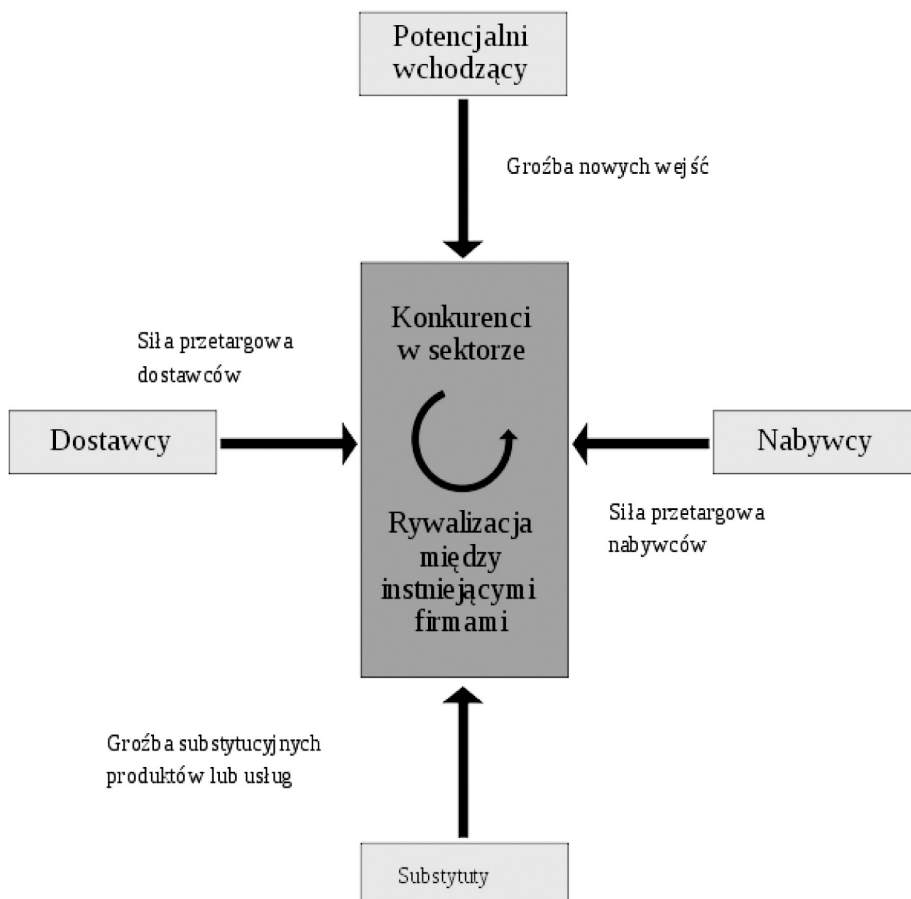 Potencjalni
wchodzący
Groźba nowych wejść
Konkurenci
w sektorze
Siła przetargowa
dostawców
Dostawcy
Nabywcy
Rywalizacja
między
instniejącymi
firmami
Siła przetargowa
nabywców
Groźba substytucyjnych
produktów lub usług
Substytuty